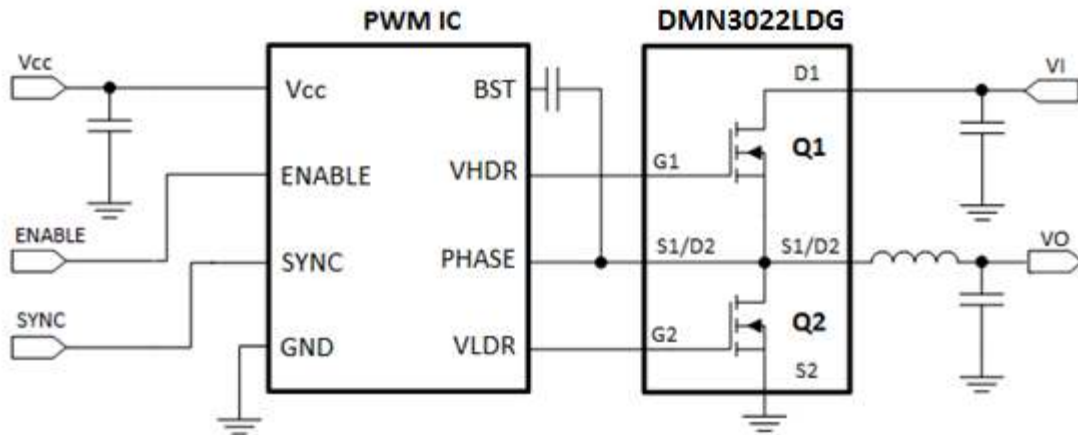 PWM IC
DMN3022LDG
Vcc
Vcc
BST
D1
VI
ENABLE
VHDR
G1
Q1
ENABLE
SYNC
PHASE
S1/D2
S1/D2
VO
SYNC
GND
VLDR
G2
Q2
S2